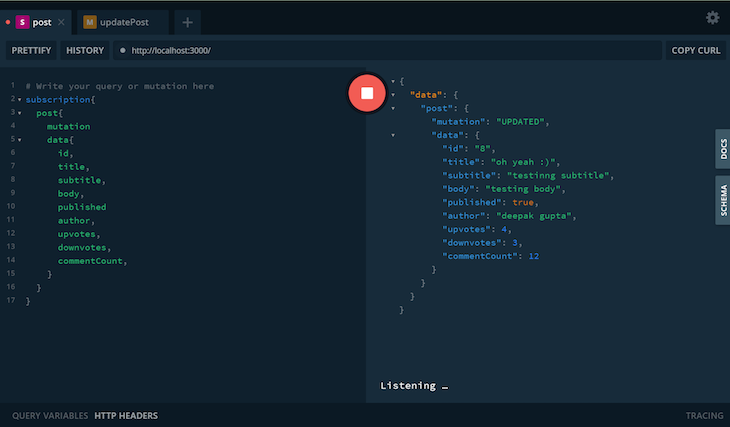 S post ×
M updatePost
+
PRETTIFY HISTORY http://localhost:3000/ COPY CURL
1 # Write your query or mutation here
2 subscription{
3 post{
4 mutation
5 data{
6 id,
7 title,
8 subtitle,
9 body,
10 published
11 author,
12 upvotes,
13 downvotes,
14 commentCount,
15 }
16 }
17 }
{
"data": {
"post": {
"mutation": "UPDATED",
"data": {
"id": "8",
"title": "oh yeah :)",
"subtitle": "testinng subtitle",
"body": "testing body",
"published": true,
"author": "deepak gupta",
"upvotes": 4,
"downvotes": 3,
"commentCount": 12
}
}
}
}
Listening …
DOCS
SCHEMA
QUERY VARIABLES HTTP HEADERS TRACING